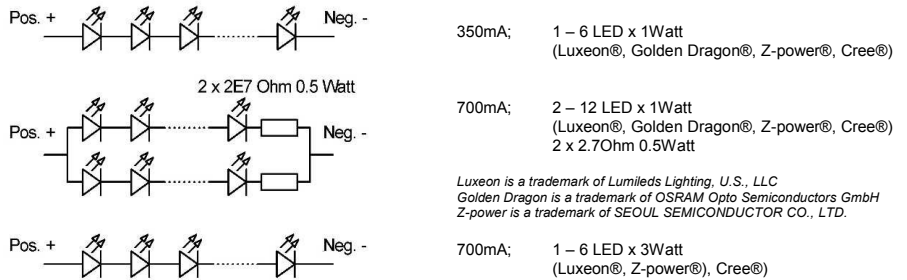 Pos. + Neg. -
350mA; 1 – 6 LED x 1Watt
(Luxeon®, Golden Dragon®, Z-power®, Cree®)
2 x 2E7 Ohm 0.5 Watt
Pos. + Neg. -
700mA; 2 – 12 LED x 1Watt
(Luxeon®, Golden Dragon®, Z-power®, Cree®)
2 x 2.7Ohm 0.5Watt
Luxeon is a trademark of Lumileds Lighting, U.S., LLC
Golden Dragon is a trademark of OSRAM Opto Semiconductors GmbH
Z-power is a trademark of SEOUL SEMICONDUCTOR CO., LTD.
Pos. + Neg. -
700mA; 1 – 6 LED x 3Watt
(Luxeon®, Z-power®), Cree®)